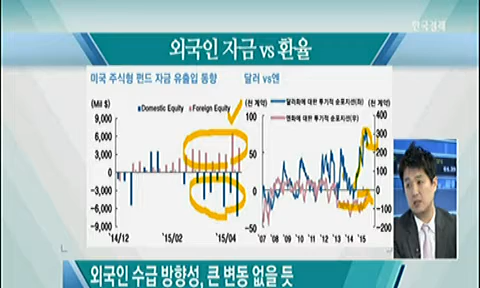 한국경제
외국인 자금 vs 환율
미국 주식형 펀드 자금 유출입 동향
달러 vs엔
(Mil $)
Domestic Equity
Foreign Equity
9,000
6,000
3,000
0
-3,000
-6,000
-9,000
'14/12
'15/02
'15/04
(천 계약)
(천 계약)
달러화에 대한 투기적 순포지션(좌)
엔화에 대한 투기적 순포지션(우)
100
50
0
-50
400
300
200
100
0
-100
-200
'07 '08 '09 '10 '11 '12 '13 '14 '15
외국인 수급 방향성, 큰 변동 없을 듯